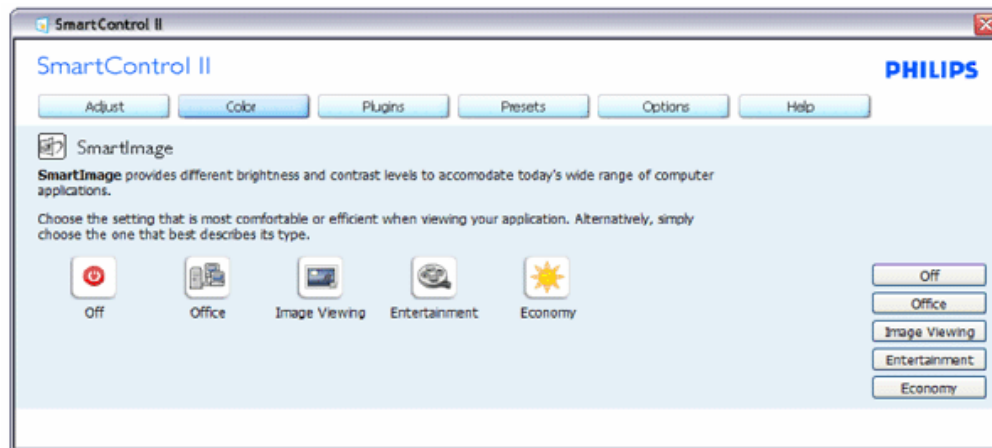 SmartControl II
SmartControl II
PHILIPS
Adjust Color Plugins Presets Options Help
SmartImage
SmartImage provides different brightness and contrast levels to accomodate today's wide range of computer
applications.
Choose the setting that is most comfortable or efficient when viewing your application. Alternatively, simply
choose the one that best describes its type.
Off Office Image Viewing Entertainment Economy
Off
Office
Image Viewing
Entertainment
Economy